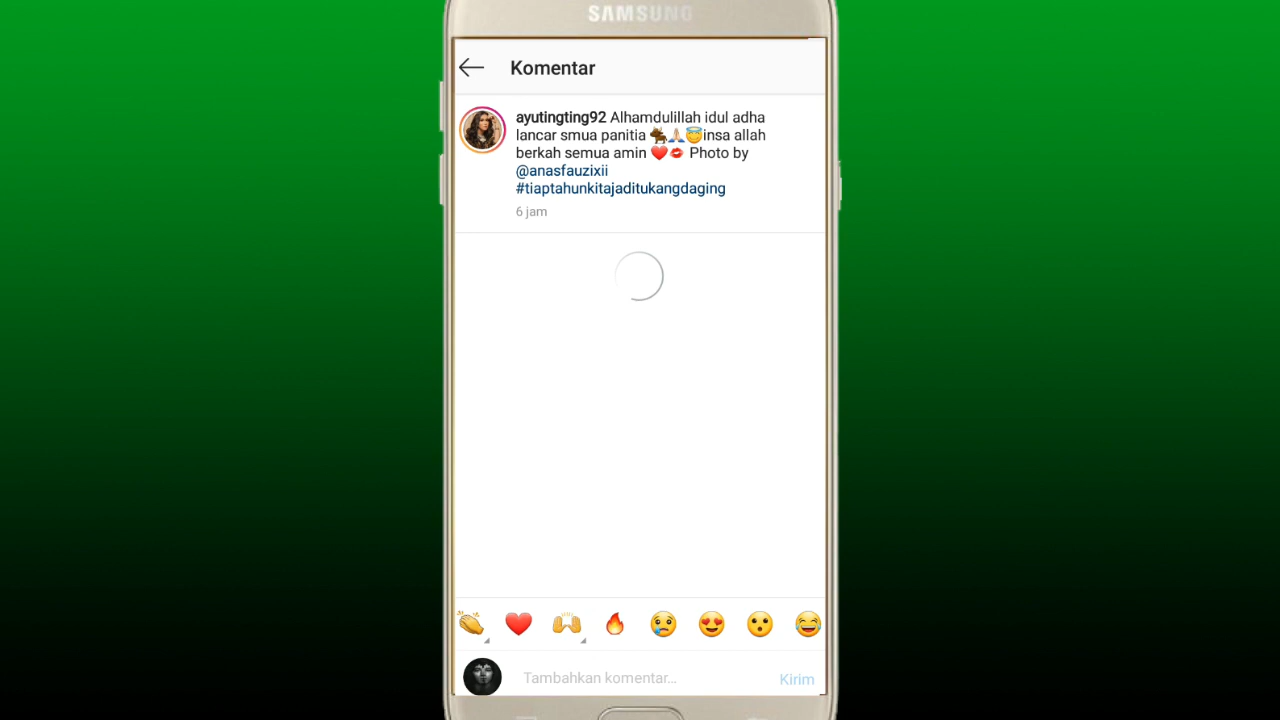 SAMSUNG
Komentar
ayutingting92 Alhamdulillah idul adha
lancar smua panitia 🐂🙏😇insa allah
berkah semua amin ❤️💋 Photo by
@anasfauzixii
#tiaptahunkitajaditukangdaging
6 jam
Tambahkan komentar...
Kirim